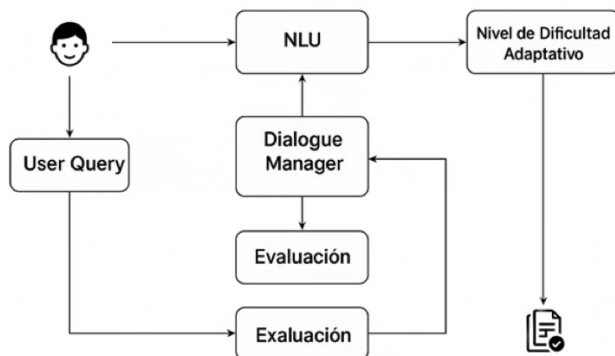 NLU
Nivel de Dificultad
Adaptativo
User Query
Dialogue
Manager
Evaluación
Exaluación